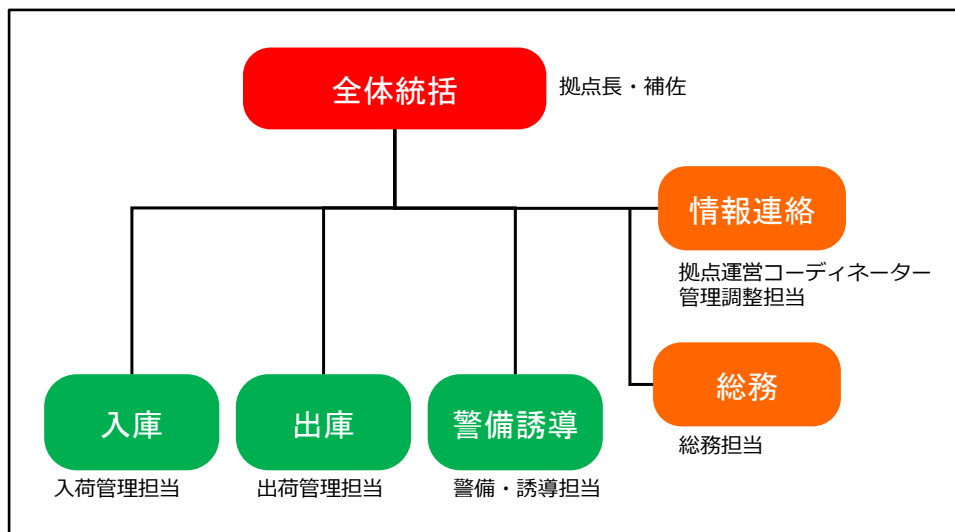 全体統括
拠点長・補佐
情報連絡
拠点運営コーディネーター
管理調整担当
総務
総務担当
入庫
入荷管理担当
出庫
出荷管理担当
警備誘導
警備・誘導担当